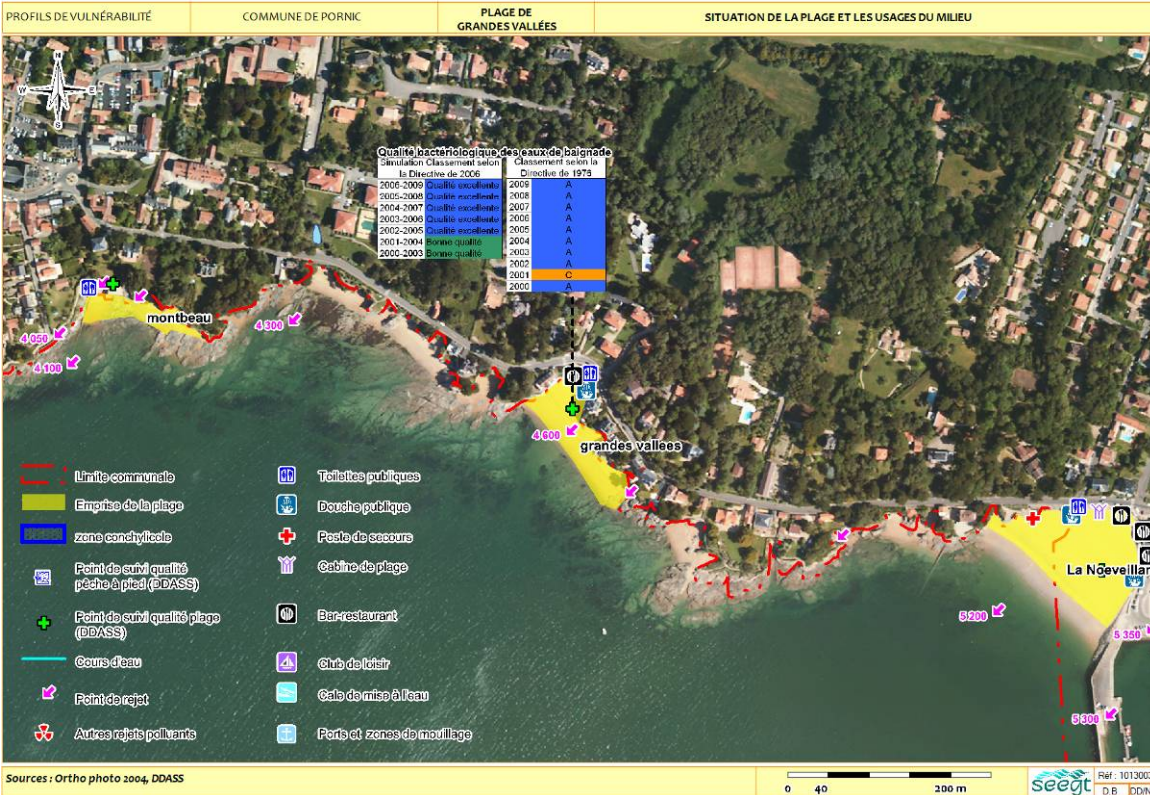 PROFILS DE VULNÉRABILITÉ
COMMUNE DE PORNIC
PLAGE DE
GRANDES VALLÉES
SITUATION DE LA PLAGE ET LES USAGES DU MILIEU
N
W E
S
Qualité bactériologique des eaux de baignade
Simulation Classement selon
la Directive de 2006
2006-2009 Qualité excellente
2005-2008 Qualité excellente
2004-2007 Qualité excellente
2003-2006 Qualité excellente
2002-2005 Qualité excellente
2001-2004 Bonne qualité
2000-2003 Bonne qualité
Classement selon la
Directive de 1976
2009 A
2008 A
2007 A
2006 A
2005 A
2004 A
2003 A
2002 A
2001 C
2000 A
montbeau
4 050
4 100
4 300
4 600
grandes vallees
La Noeveillar
5 200
5 350
5 300
Limite communale
Emprise de la plage
zone conchylicole
Point de suivi qualité
pêche à pied (DDASS)
Point de suivi qualité plage
(DDASS)
Cours d'eau
Point de rejet
Autres rejets polluants
Toilettes publiques
Douche publique
Poste de secours
Cabine de plage
Bar-restaurant
Club de loisir
Cale de mise à l'eau
Ports et zones de mouillage
Sources : Ortho photo 2004, DDASS
0 40 200 m
seegt
Réf : 101300
D.B DD/N